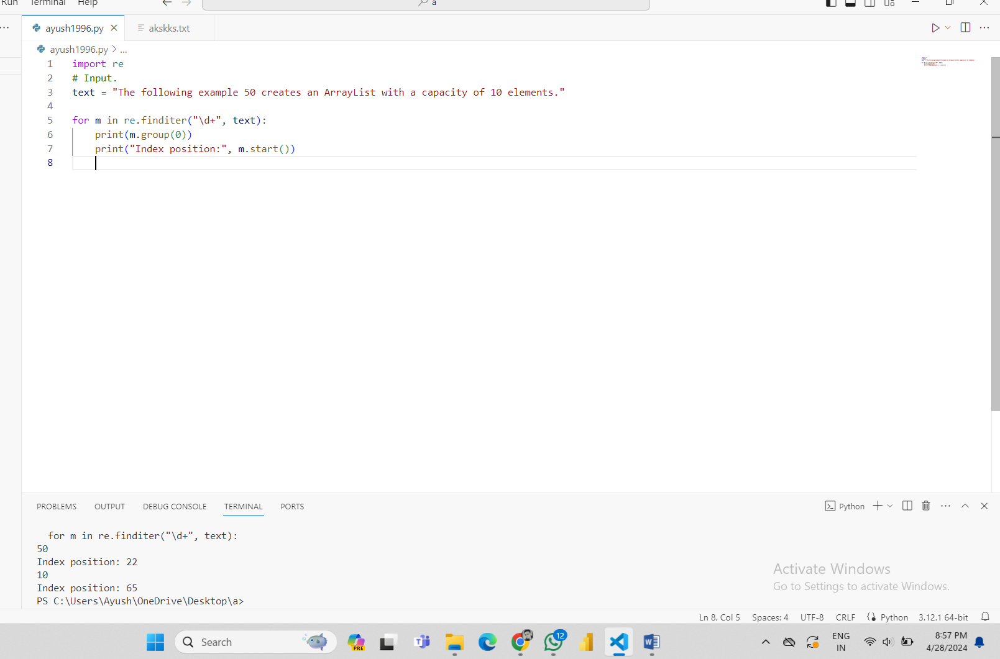 Run Terminal Help a
ayush1996.py akskks.txt
ayush1996.py > ...
1 import re
2 # Input.
3 text = "The following example 50 creates an ArrayList with a capacity of 10 elements."
4
5 for m in re.finditer("\d+", text):
6     print(m.group(0))
7     print("Index position:", m.start())
8
PROBLEMS OUTPUT DEBUG CONSOLE TERMINAL PORTS Python
  for m in re.finditer("\d+", text):
50
Index position: 22
10
Index position: 65
PS C:\Users\Ayush\OneDrive\Desktop\a>
Activate Windows
Go to Settings to activate Windows.
Ln 8, Col 5 Spaces: 4 UTF-8 CRLF Python 3.12.1 64-bit
Search PRE 12 ENG IN 8:57 PM 4/28/2024